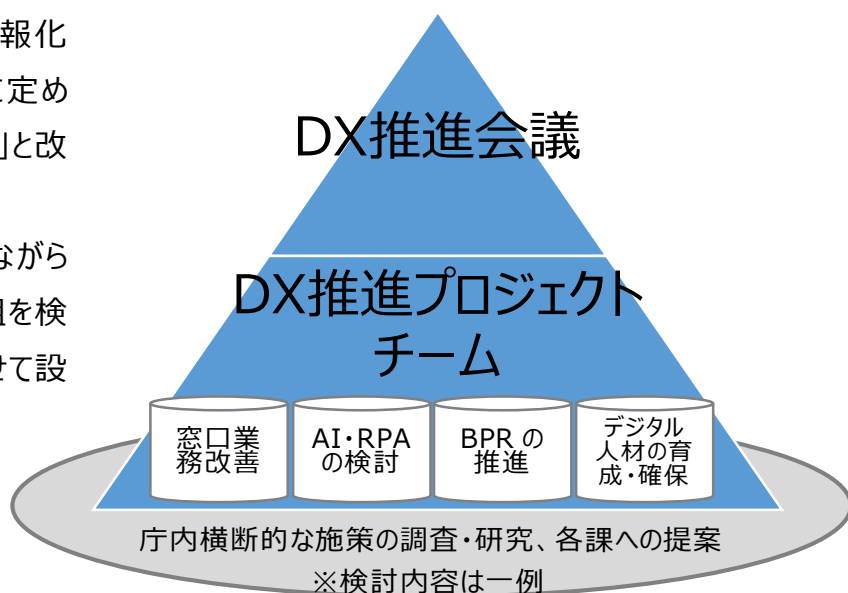 報化
定め
」と改
ながら
組を検
せて設
DX推進会議
DX推進プロジェクト
チーム
窓口業
務改善
AI・RPA
の検討
BPR の
推進
デジタル
人材の育
成・確保
庁内横断的な施策の調査・研究、各課への提案
※検討内容は一例